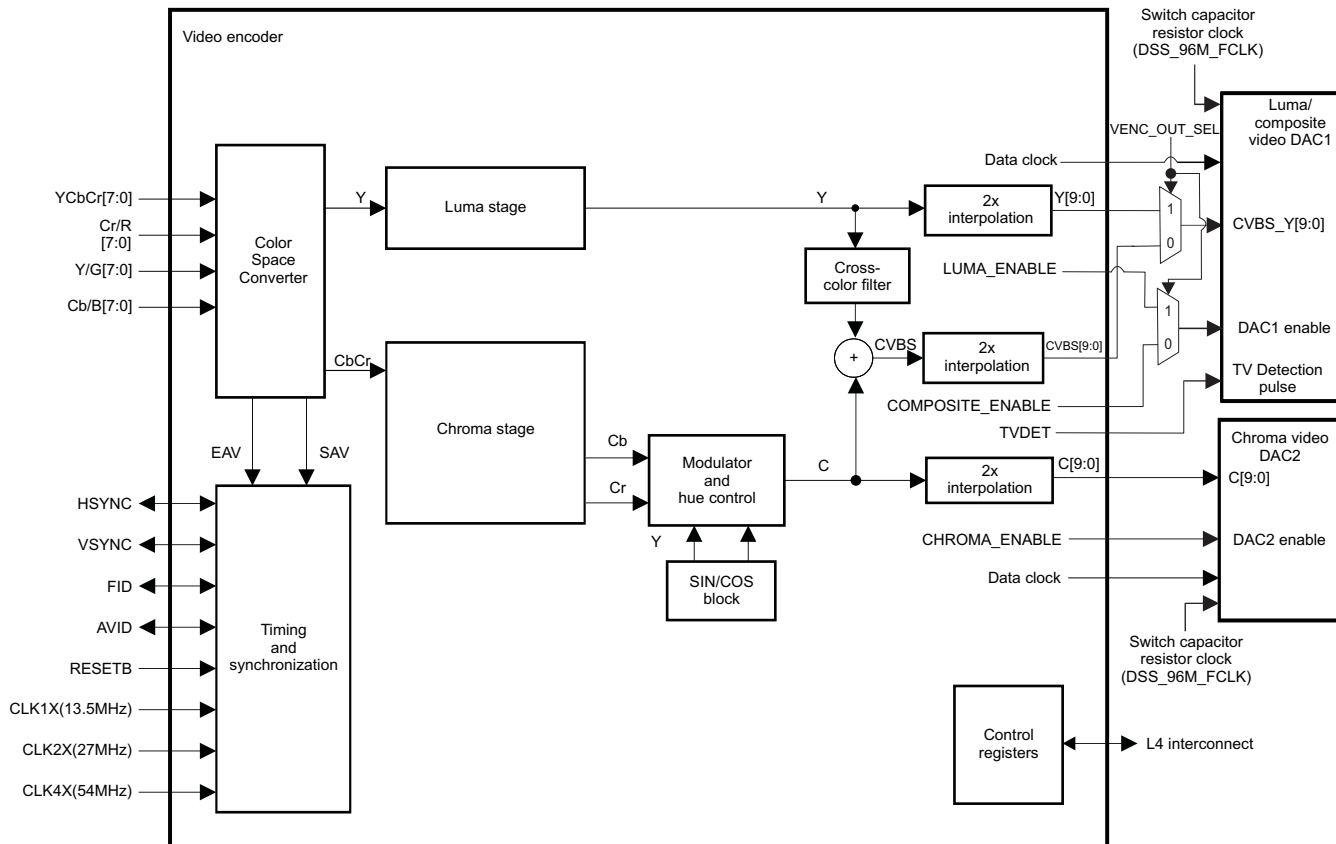 Video encoder
Switch capacitor
resistor clock
(DSS_96M_FCLK)
Luma/
composite
video DAC1
VENC_OUT_SEL
Data clock
YCbCr[7:0]
Cr/R
[7:0]
Y/G[7:0]
Cb/B[7:0]
Color
Space
Converter
Y
Luma stage
Y
2x
interpolation
Y[9:0]
1
0
CVBS_Y[9:0]
Cross-
color filter
LUMA_ENABLE
1
0
DAC1 enable
CbCr
+
CVBS
2x
interpolation
CVBS[9:0]
TV Detection
pulse
COMPOSITE_ENABLE
TVDET
Chroma stage
EAV
SAV
Cb
Cr
Modulator
and
hue control
C
2x
interpolation
C[9:0]
Chroma video
DAC2
C[9:0]
Y
SIN/COS
block
CHROMA_ENABLE
DAC2 enable
Data clock
Switch capacitor
resistor clock
(DSS_96M_FCLK)
HSYNC
VSYNC
FID
AVID
RESETB
CLK1X(13.5MHz)
CLK2X(27MHz)
CLK4X(54MHz)
Timing
and
synchronization
Control
registers
L4 interconnect